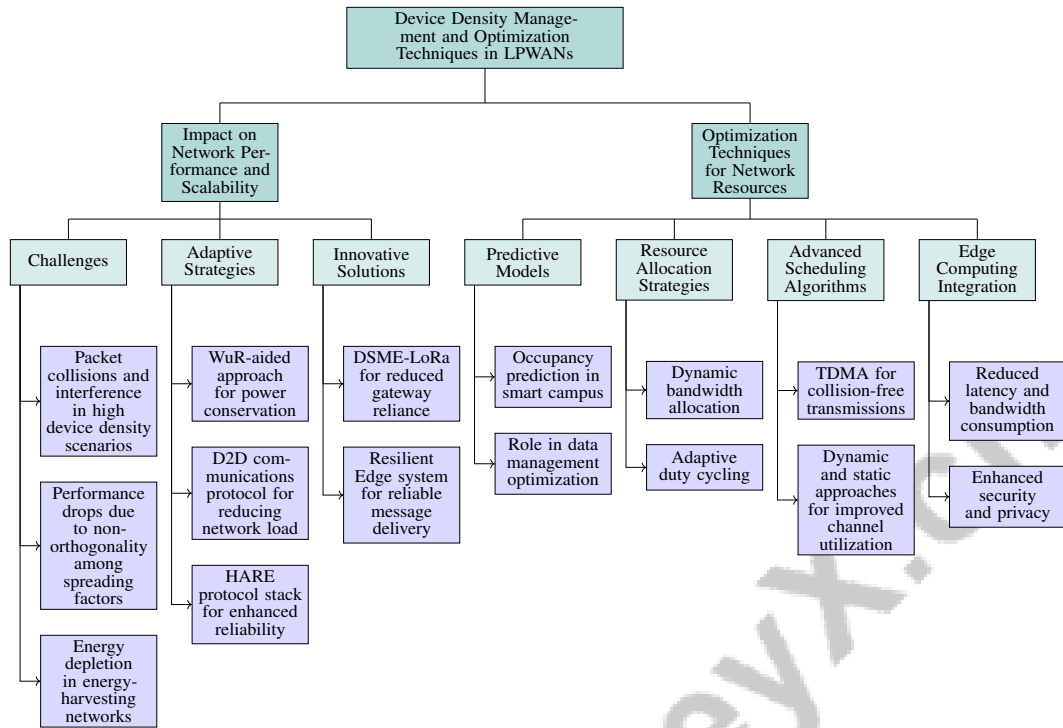 Device Density Manage-
ment and Optimization
Techniques in LPWANs
Impact on
Network Per-
formance and
Scalability
Optimization
Techniques
for Network
Resources
Challenges
Adaptive
Strategies
Innovative
Solutions
Predictive
Models
Resource
Allocation
Strategies
Advanced
Scheduling
Algorithms
Edge
Computing
Integration
Packet
collisions and
interference
in high
device density
scenarios
Performance
drops due
to non-
orthogonality
among
spreading
factors
Energy
depletion
in energy-
harvesting
networks
WuR-aided
approach
for power
conservation
D2D com-
munications
protocol for
reducing
network load
HARE
protocol stack
for enhanced
reliability
DSME-LoRa
for reduced
gateway
reliance
Resilient
Edge system
for reliable
message
delivery
Occupancy
prediction in
smart campus
Role in data
management
optimization
Dynamic
bandwidth
allocation
Adaptive
duty cycling
TDMA for
collision-free
transmissions
Dynamic
and static
approaches
for improved
channel
utilization
Reduced
latency and
bandwidth
consumption
Enhanced
security
and privacy